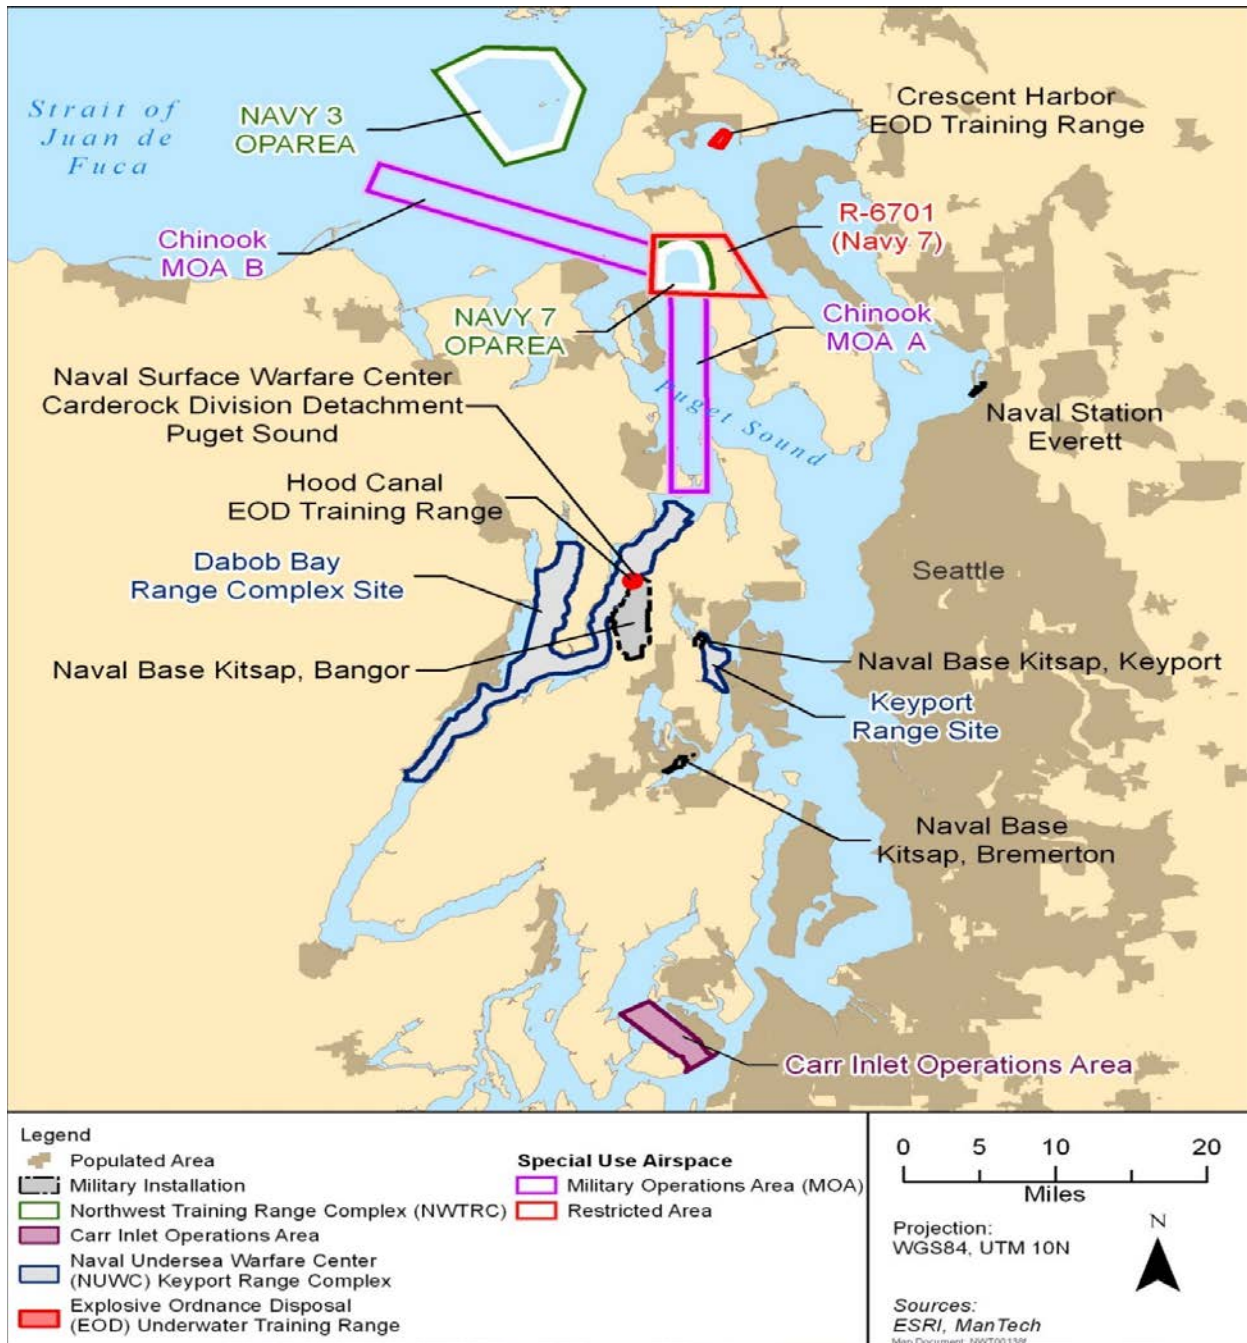 Strait of
Juan de
Fuca
NAVY 3
OPAREA
Crescent Harbor
EOD Training Range
R-6701
(Navy 7)
Chinook
MOA B
NAVY 7
OPAREA
Chinook
MOA A
Naval Surface Warfare Center
Carderock Division Detachment
Puget Sound
Puget Sound
Naval Station
Everett
Hood Canal
EOD Training Range
Dabob Bay
Range Complex Site
Seattle
Naval Base Kitsap, Bangor
Naval Base Kitsap, Keyport
Keyport
Range Site
Naval Base
Kitsap, Bremerton
Carr Inlet Operations Area
Legend
Populated Area
Military Installation
Northwest Training Range Complex (NWTRC)
Carr Inlet Operations Area
Naval Undersea Warfare Center
(NUWC) Keyport Range Complex
Explosive Ordnance Disposal
(EOD) Underwater Training Range
Special Use Airspace
Military Operations Area (MOA)
Restricted Area
0 5 10 20
Miles
Projection:
WGS84, UTM 10N
N
Sources:
ESRI, ManTech
Map Document: